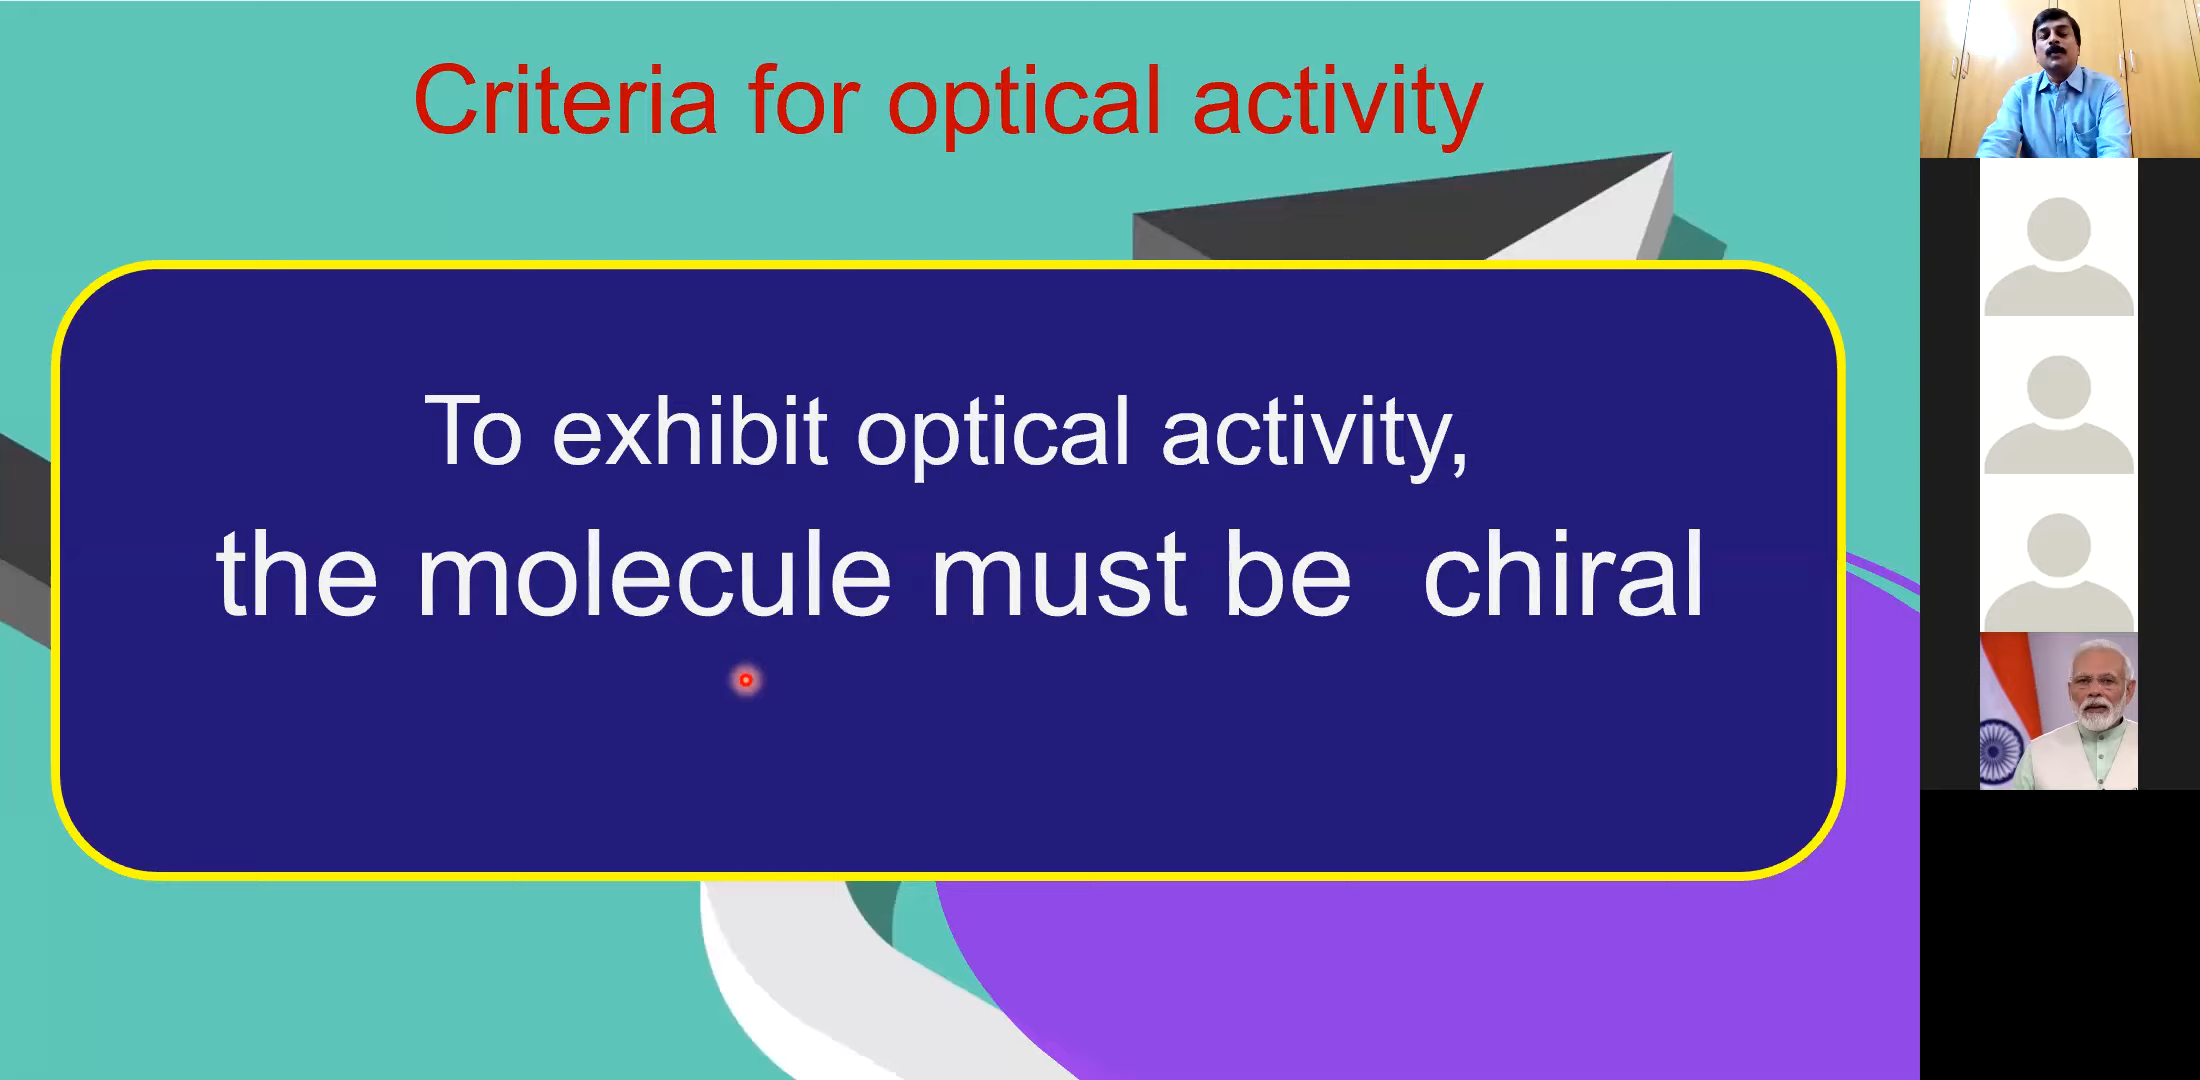 Criteria for optical activity
To exhibit optical activity,
the molecule must be  chiral